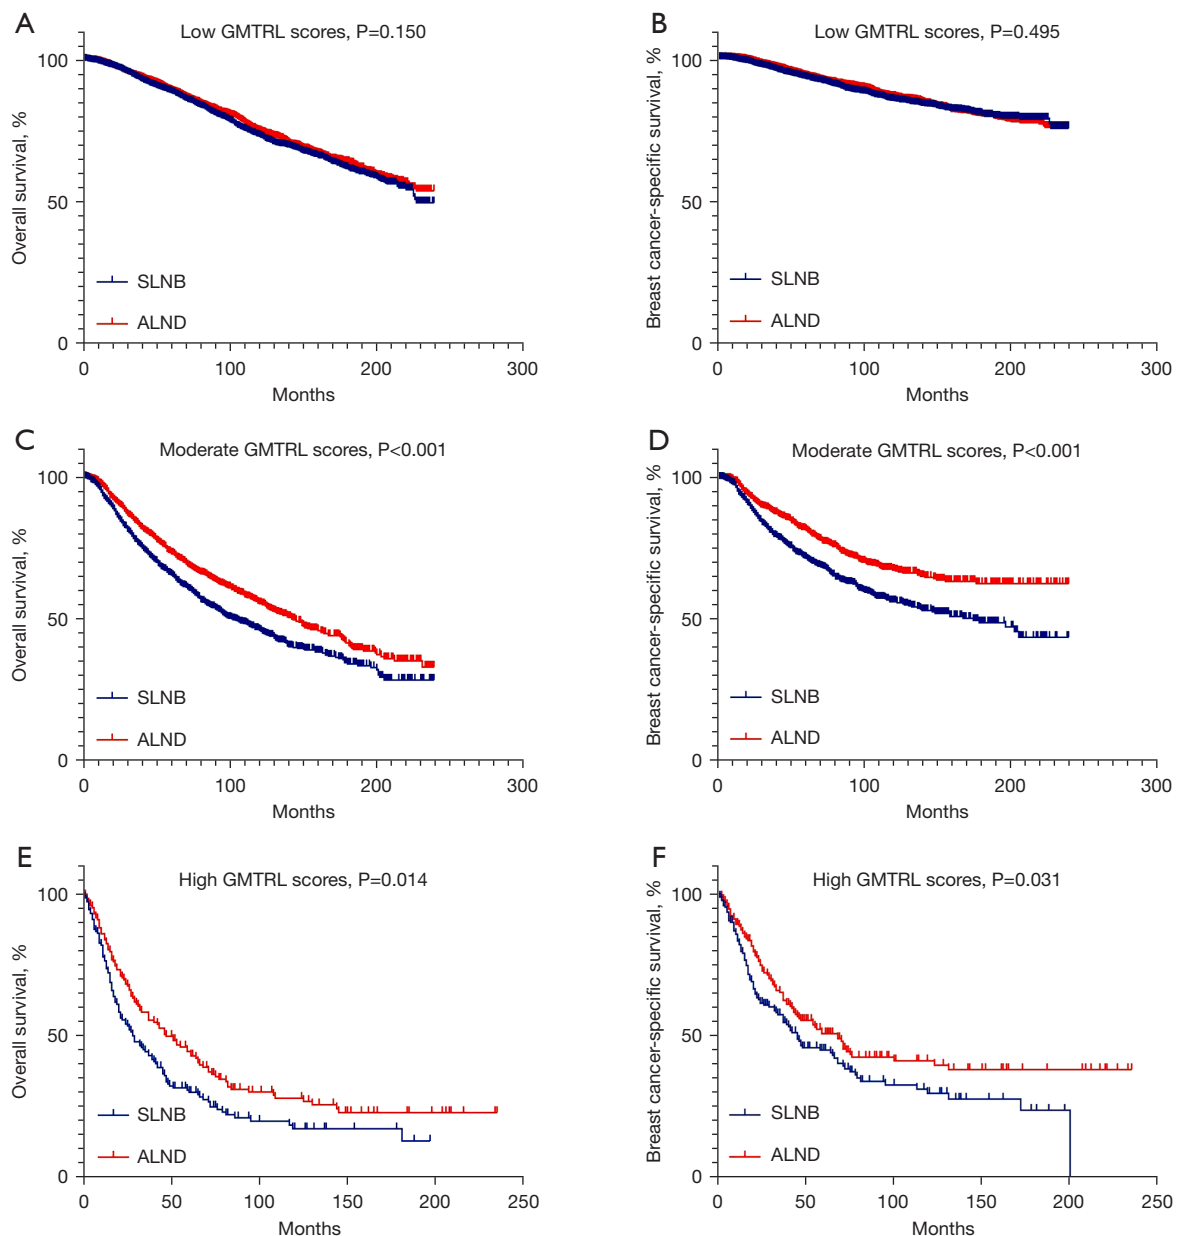 A
Low GMTRL scores, P=0.150
Overall survival, %
100
50
0
SLNB
ALND
0 100 200 300
Months
B
Low GMTRL scores, P=0.495
Breast cancer-specific survival, %
100
50
0
SLNB
ALND
0 100 200 300
Months
C
Moderate GMTRL scores, P<0.001
Overall survival, %
100
50
0
SLNB
ALND
0 100 200 300
Months
D
Moderate GMTRL scores, P<0.001
Breast cancer-specific survival, %
100
50
0
SLNB
ALND
0 100 200 300
Months
E
High GMTRL scores, P=0.014
Overall survival, %
100
50
0
SLNB
ALND
0 50 100 150 200 250
Months
F
High GMTRL scores, P=0.031
Breast cancer-specific survival, %
100
50
0
SLNB
ALND
0 50 100 150 200 250
Months